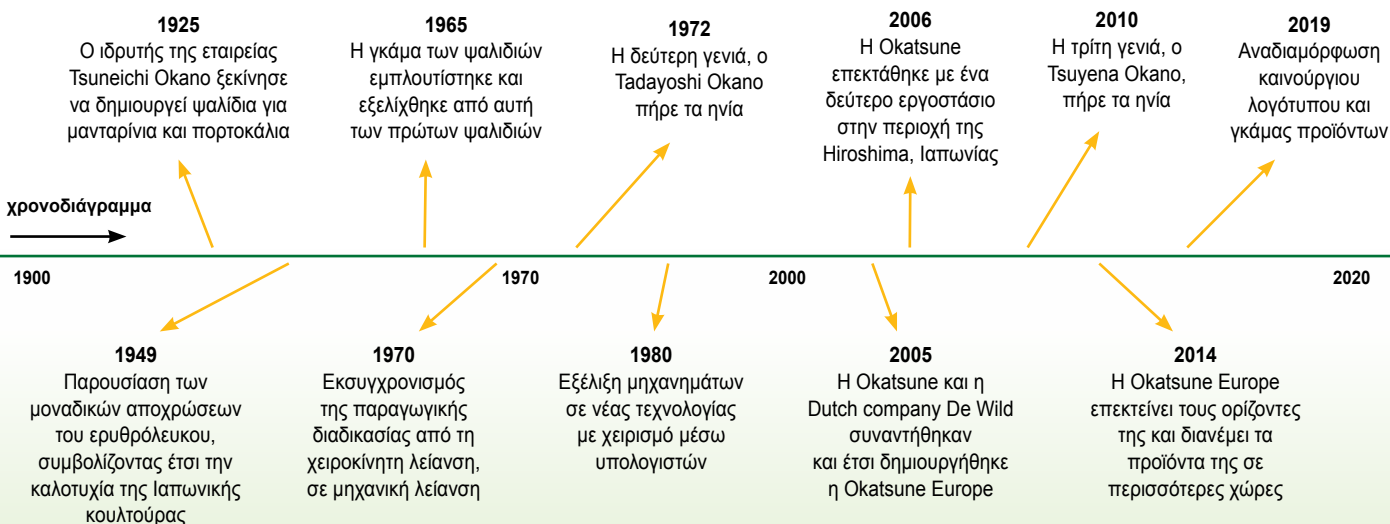 1925
Ο ιδρυτής της εταιρείας
Tsuneichi Okano ξεκίνησε
να δημιουργεί ψαλίδια για
μανταρίνια και πορτοκάλια
1965
Η γκάμα των ψαλιδιών
εμπλουτίστηκε και
εξελίχθηκε από αυτή
των πρώτων ψαλιδιών
1972
Η δεύτερη γενιά, ο
Tadayoshi Okano
πήρε τα ηνία
2006
Η Okatsune
επεκτάθηκε με ένα
δεύτερο εργοστάσιο
στην περιοχή της
Hiroshima, Ιαπωνίας
2010
Η τρίτη γενιά, ο
Tsuyena Okano,
πήρε τα ηνία
2019
Αναδιαμόρφωση
καινούργιου
λογότυπου και
γκάμας προϊόντων
χρονοδιάγραμμα
1900
1970
2000
2020
1949
Παρουσίαση των
μοναδικών αποχρώσεων
του ερυθρόλευκου,
συμβολίζοντας έτσι την
καλοτυχία της Ιαπωνικής
κουλτούρας
1970
Εκσυγχρονισμός
της παραγωγικής
διαδικασίας από τη
χειροκίνητη λείανση,
σε μηχανική λείανση
1980
Εξέλιξη μηχανημάτων
σε νέας τεχνολογίας
με χειρισμό μέσω
υπολογιστών
2005
Η Okatsune και η
Dutch company De Wild
συναντήθηκαν
και έτσι δημιουργήθηκε
η Okatsune Europe
2014
Η Okatsune Europe
επεκτείνει τους ορίζοντες
της και διανέμει τα
προϊόντα της σε
περισσότερες χώρες